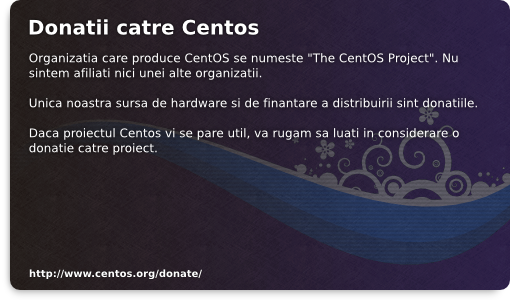 Donatii catre Centos
Organizatia care produce CentOS se numeste "The CentOS Project". Nu
sintem afiliati nici unei alte organizatii.
Unica noastra sursa de hardware si de finantare a distribuirii sint donatiile.
Daca proiectul Centos vi se pare util, va rugam sa luati in considerare o
donatie catre proiect.
http://www.centos.org/donate/